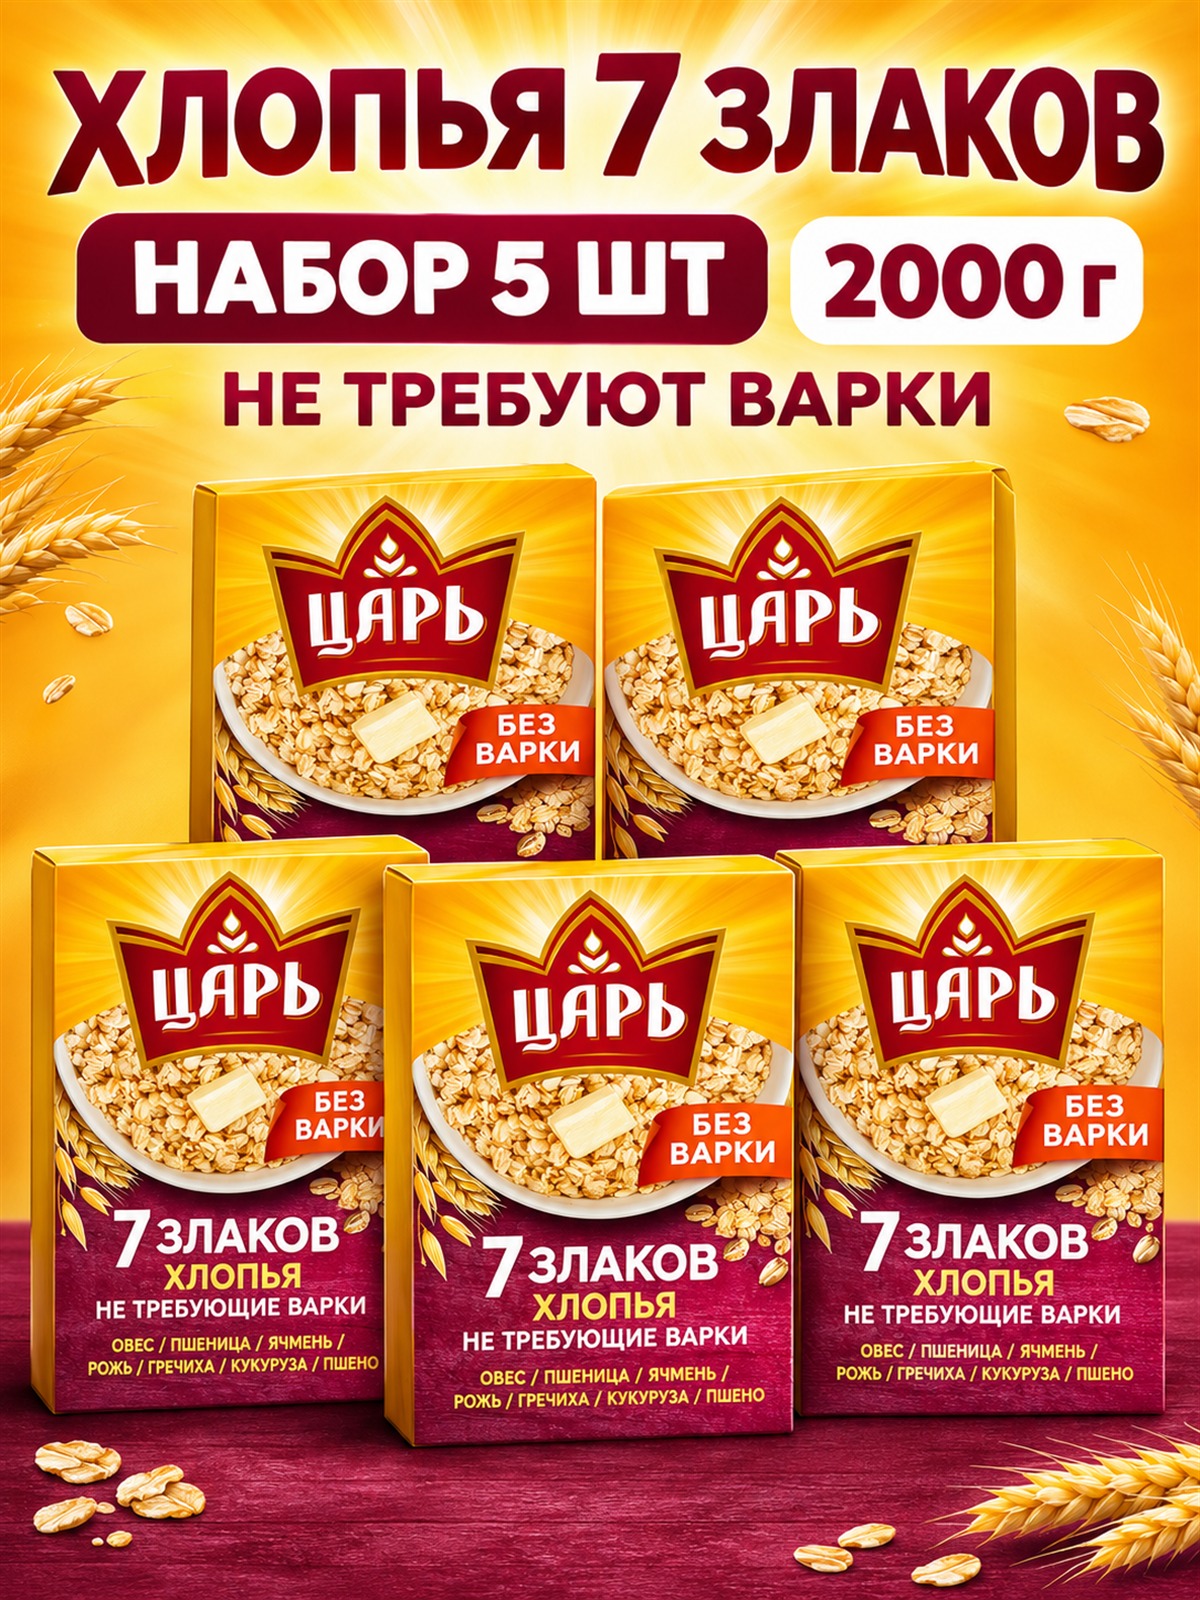 ХЛОПЬЯ 7 ЗЛАКОВ
НАБОР 5 ШТ
2000 г
НЕ ТРЕБУЮТ ВАРКИ
ЦАРЬ
БЕЗ
ВАРКИ
ЦАРЬ
БЕЗ
ВАРКИ
ЦАРЬ
БЕЗ
ВАРКИ
7 ЗЛАКОВ
ХЛОПЬЯ
НЕ ТРЕБУЮЩИЕ ВАРКИ
ОВЕС / ПШЕНИЦА / ЯЧМЕНЬ /
РОЖЬ / ГРЕЧИХА / КУКУРУЗА / ПШЕНО
ЦАРЬ
БЕЗ
ВАРКИ
7 ЗЛАКОВ
ХЛОПЬЯ
НЕ ТРЕБУЮЩИЕ ВАРКИ
ОВЕС / ПШЕНИЦА / ЯЧМЕНЬ /
РОЖЬ / ГРЕЧИХА / КУКУРУЗА / ПШЕНО
ЦАРЬ
БЕЗ
ВАРКИ
7 ЗЛАКОВ
ХЛОПЬЯ
НЕ ТРЕБУЮЩИЕ ВАРКИ
ОВЕС / ПШЕНИЦА / ЯЧМЕНЬ /
РОЖЬ / ГРЕЧИХА / КУКУРУЗА / ПШЕНО